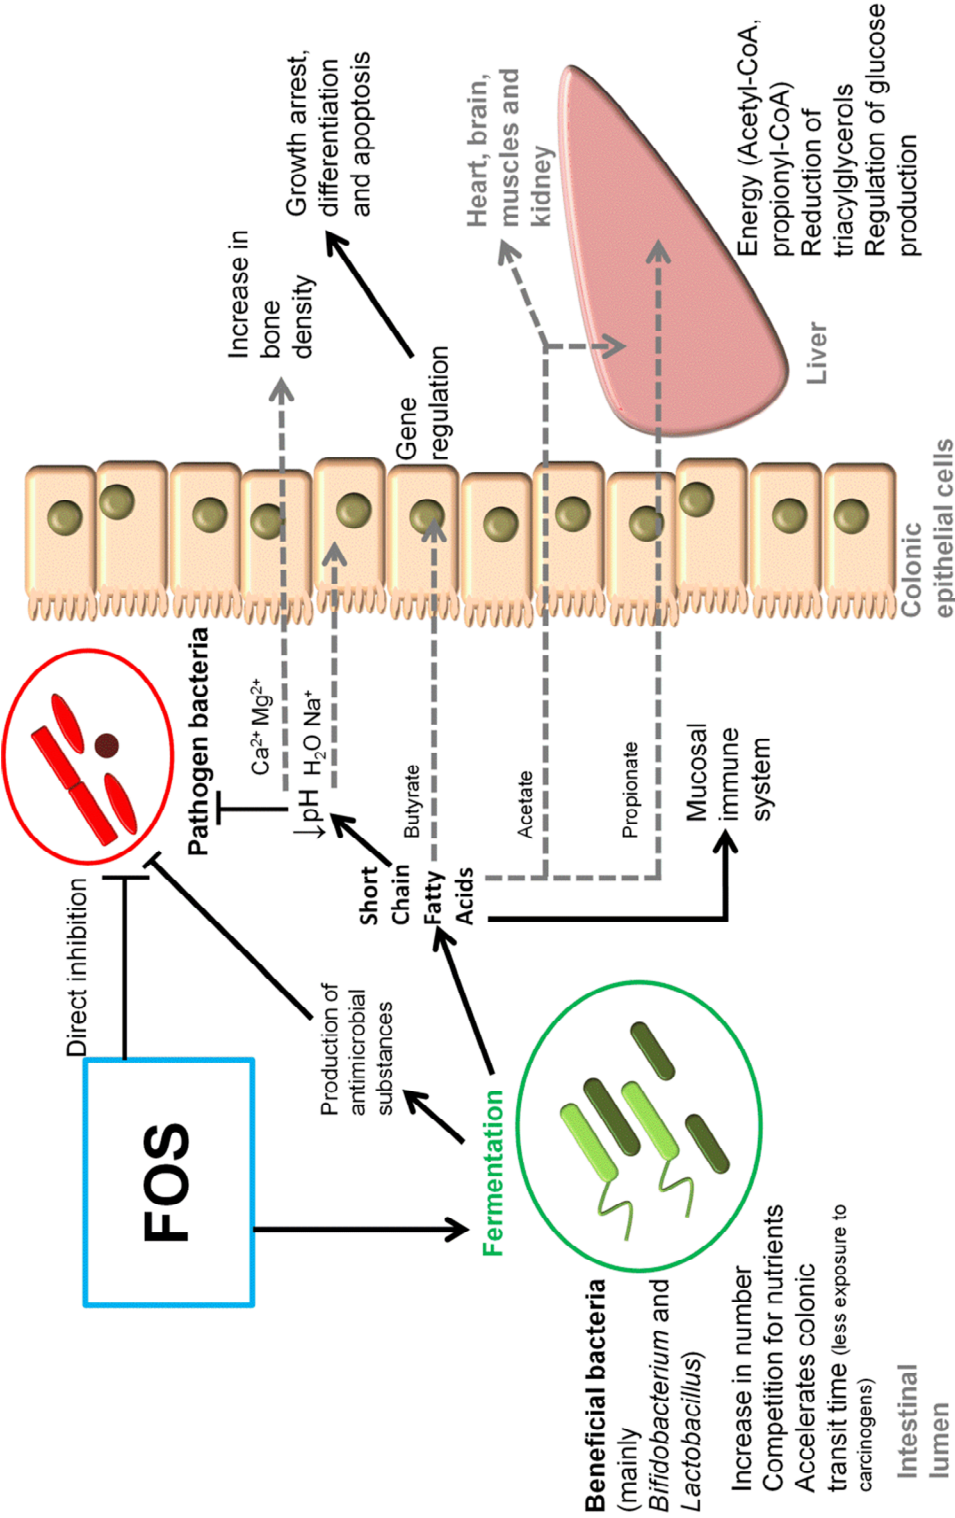 FOS
Direct inhibition
Production of
antimicrobial
substances
Fermentation
Beneficial bacteria
(mainly
Bifidobacterium and
Lactobacillus)
Increase in number
Competition for nutrients
Accelerates colonic
transit time (less exposure to
carcinogens)
Intestinal
lumen
Pathogen bacteria
↓pH
Ca²⁺ Mg²⁺
H₂O Na⁺
Short
Chain
Fatty
Acids
Butyrate
Acetate
Propionate
Mucosal
immune
system
Colonic
epithelial cells
Increase in
bone
density
Gene
regulation
Growth arrest,
differentiation
and apoptosis
Heart, brain,
muscles and
kidney
Liver
Energy (Acetyl-CoA,
propionyl-CoA)
Reduction of
triacylglycerols
Regulation of glucose
production